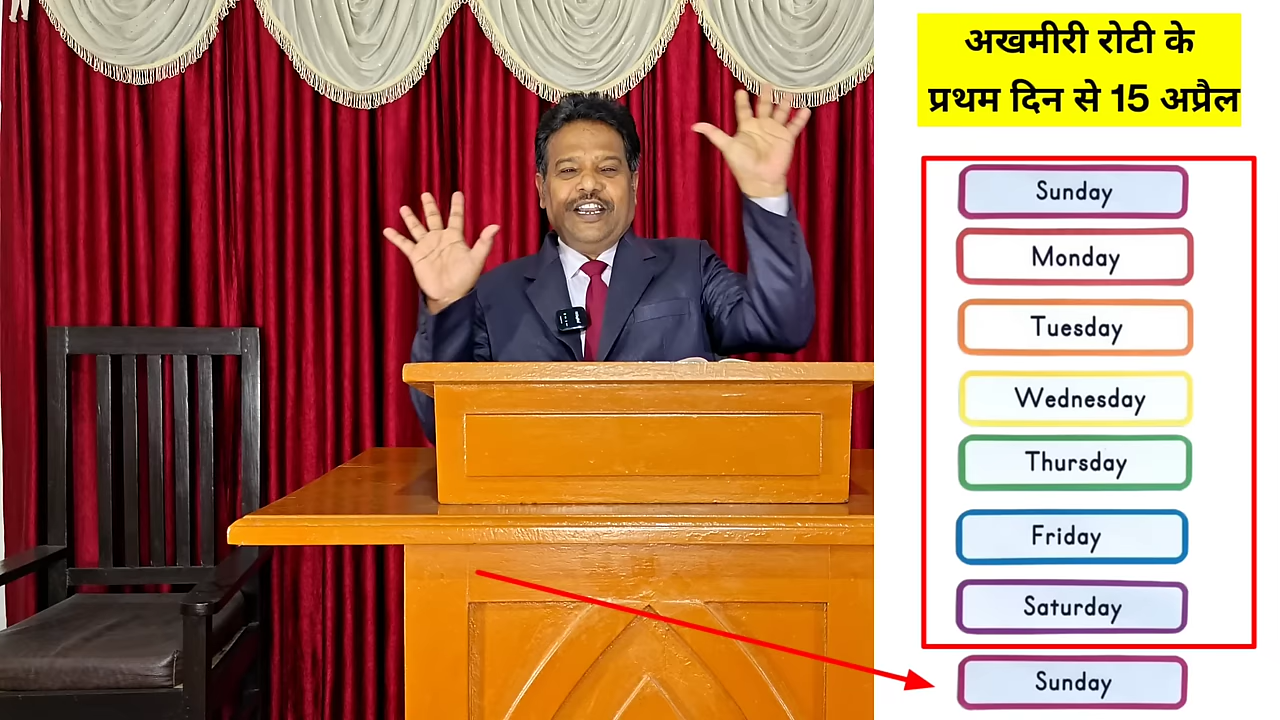 अखमीरी रोटी के
प्रथम दिन से 15 अप्रैल
Sunday
Monday
Tuesday
Wednesday
Thursday
Friday
Saturday
Sunday